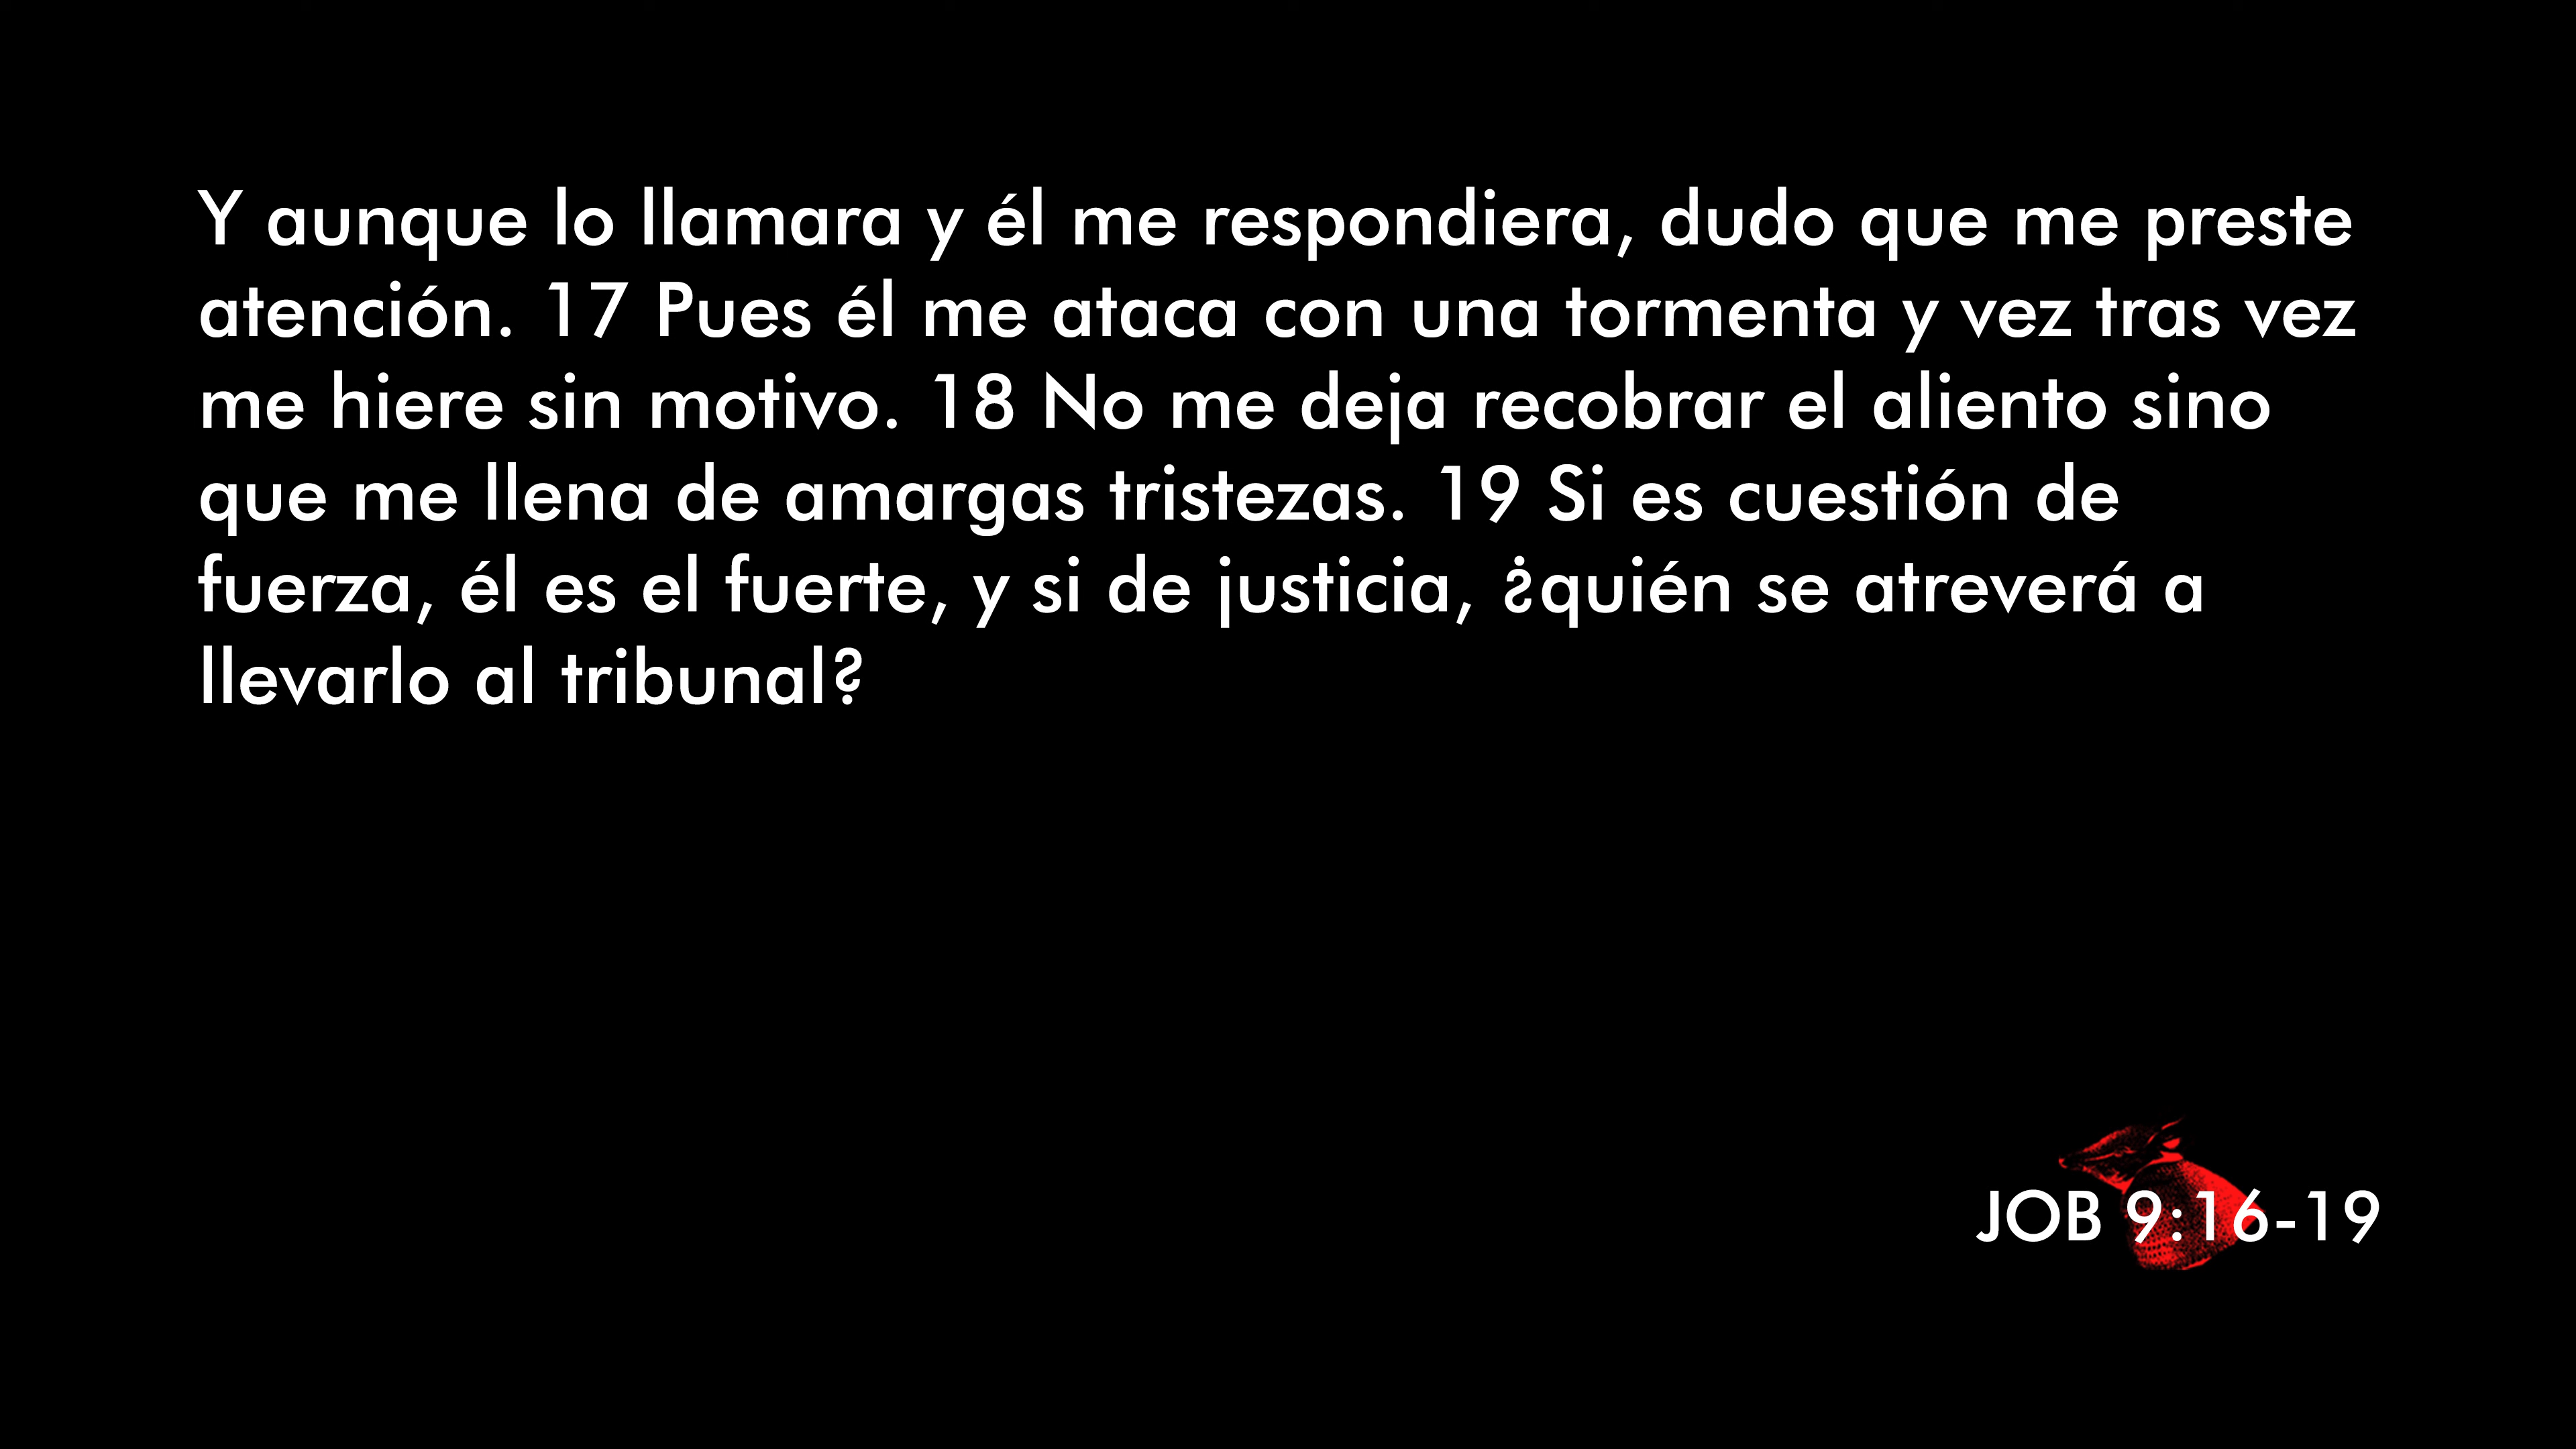 Y aunque lo llamara y él me respondiera, dudo que me preste
atención. 17 Pues él me ataca con una tormenta y vez tras vez
me hiere sin motivo. 18 No me deja recobrar el aliento sino
que me llena de amargas tristezas. 19 Si es cuestión de
fuerza, él es el fuerte, y si de justicia, ¿quién se atreverá a
llevarlo al tribunal?
JOB 9:16-19